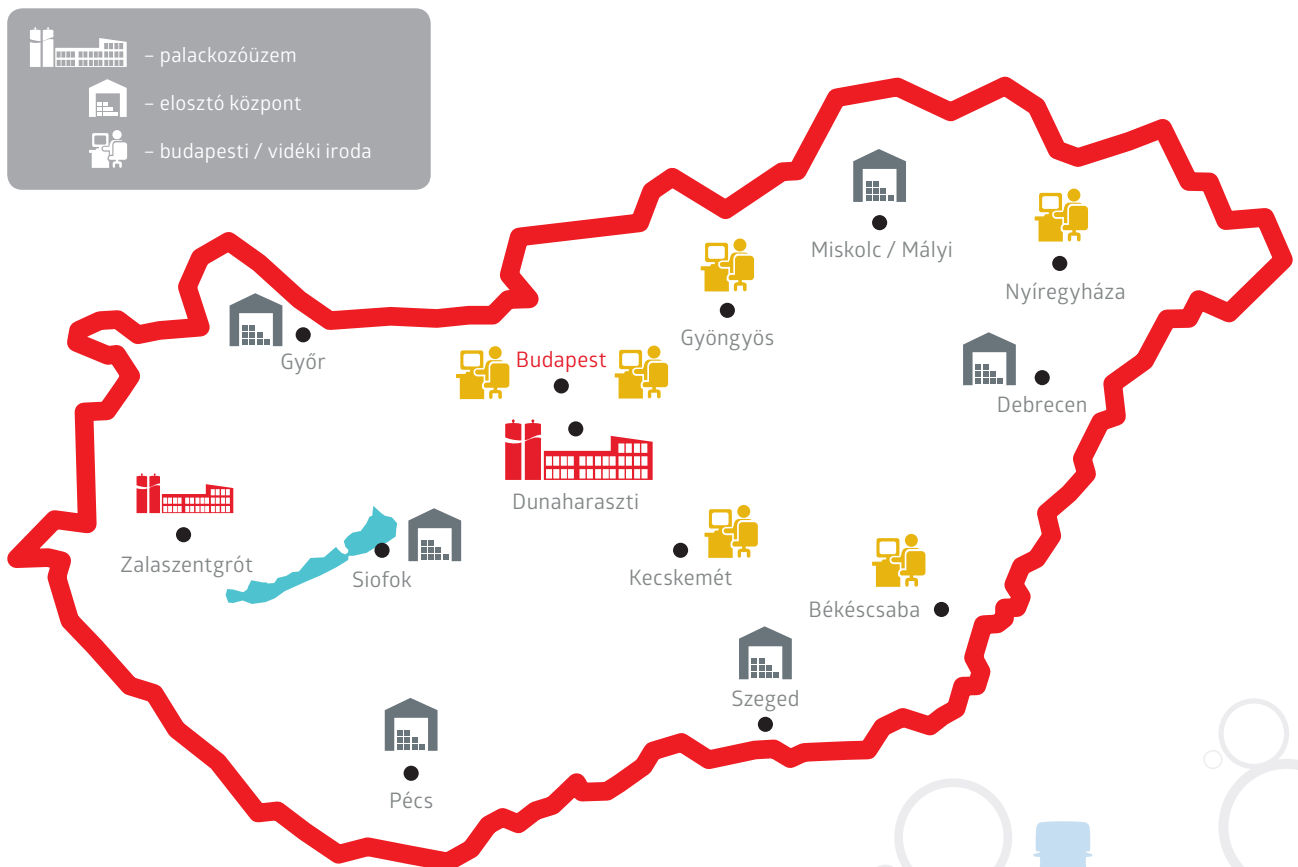 – palackozóüzem
– elosztó központ
– budapesti / vidéki iroda
Miskolc / Mályi
Nyíregyháza
Gyöngyös
Győr
Budapest
Debrecen
Dunaharaszti
Zalaszentgrót
Siofok
Kecskemét
Békéscsaba
Szeged
Pécs